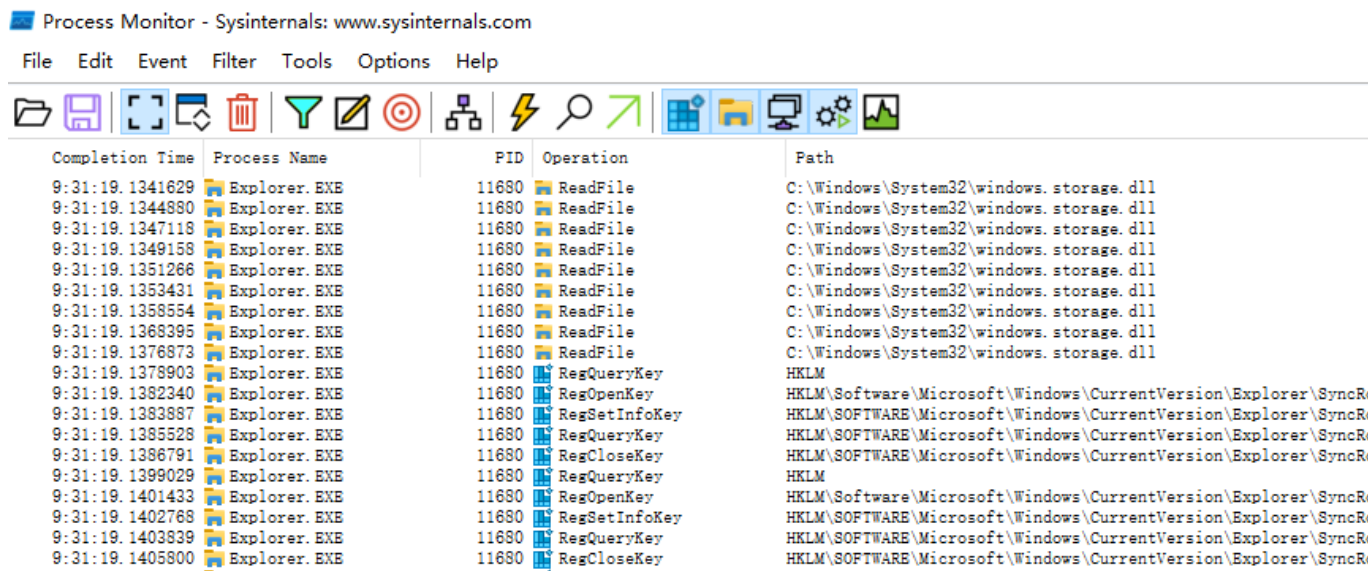 Process Monitor - Sysinternals: www.sysinternals.com
File Edit Event Filter Tools Options Help
Completion Time Process Name PID Operation Path
9:31:19.1341629 Explorer.EXE 11680 ReadFile C:\Windows\System32\windows.storage.dll
9:31:19.1344880 Explorer.EXE 11680 ReadFile C:\Windows\System32\windows.storage.dll
9:31:19.1347118 Explorer.EXE 11680 ReadFile C:\Windows\System32\windows.storage.dll
9:31:19.1349158 Explorer.EXE 11680 ReadFile C:\Windows\System32\windows.storage.dll
9:31:19.1351266 Explorer.EXE 11680 ReadFile C:\Windows\System32\windows.storage.dll
9:31:19.1353431 Explorer.EXE 11680 ReadFile C:\Windows\System32\windows.storage.dll
9:31:19.1358554 Explorer.EXE 11680 ReadFile C:\Windows\System32\windows.storage.dll
9:31:19.1368395 Explorer.EXE 11680 ReadFile C:\Windows\System32\windows.storage.dll
9:31:19.1376873 Explorer.EXE 11680 ReadFile C:\Windows\System32\windows.storage.dll
9:31:19.1378903 Explorer.EXE 11680 RegQueryKey HKLM
9:31:19.1382340 Explorer.EXE 11680 RegOpenKey HKLM\Software\Microsoft\Windows\CurrentVersion\Explorer\SyncR
9:31:19.1383887 Explorer.EXE 11680 RegSetInfoKey HKLM\SOFTWARE\Microsoft\Windows\CurrentVersion\Explorer\SyncR
9:31:19.1385528 Explorer.EXE 11680 RegQueryKey HKLM\SOFTWARE\Microsoft\Windows\CurrentVersion\Explorer\SyncR
9:31:19.1386791 Explorer.EXE 11680 RegCloseKey HKLM\SOFTWARE\Microsoft\Windows\CurrentVersion\Explorer\SyncR
9:31:19.1399029 Explorer.EXE 11680 RegQueryKey HKLM
9:31:19.1401433 Explorer.EXE 11680 RegOpenKey HKLM\Software\Microsoft\Windows\CurrentVersion\Explorer\SyncR
9:31:19.1402768 Explorer.EXE 11680 RegSetInfoKey HKLM\SOFTWARE\Microsoft\Windows\CurrentVersion\Explorer\SyncR
9:31:19.1403839 Explorer.EXE 11680 RegQueryKey HKLM\SOFTWARE\Microsoft\Windows\CurrentVersion\Explorer\SyncR
9:31:19.1405800 Explorer.EXE 11680 RegCloseKey HKLM\SOFTWARE\Microsoft\Windows\CurrentVersion\Explorer\SyncR